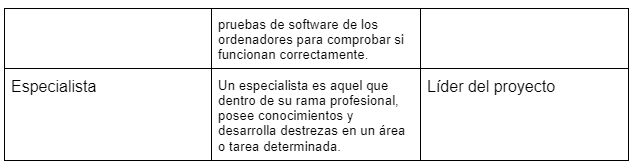 pruebas de software de los
ordenadores para comprobar si
funcionan correctamente.
Especialista
Un especialista es aquel que
dentro de su rama profesional,
posee conocimientos y
desarrolla destrezas en un área
o tarea determinada.
Líder del proyecto